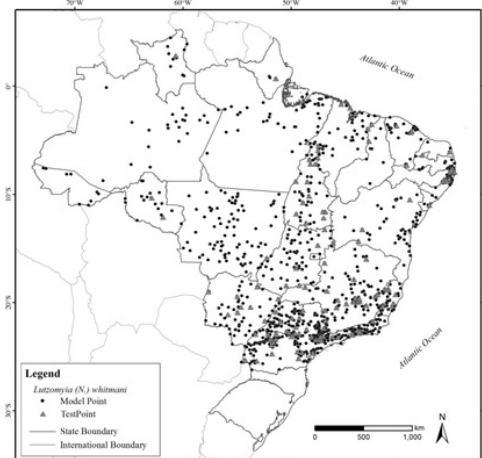 70°W
60°W
50°W
40°W
Atlantic Ocean
0°
10°S
20°S
Atlantic Ocean
30°S
Legend
Lutzomyia (N.) whitmani
Model Point
TestPoint
State Boundary
International Boundary
km
0 500 1,000
N